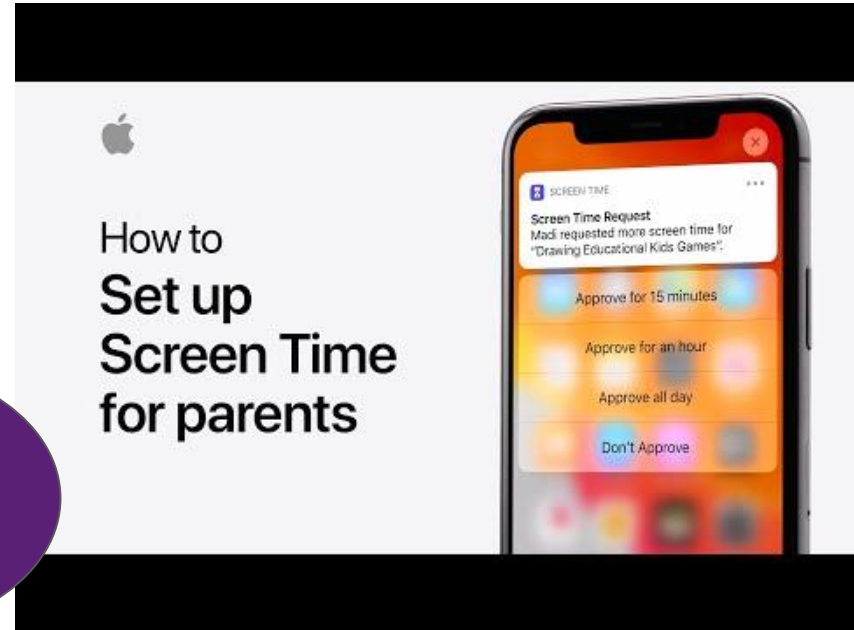 How to
Set up
Screen Time
for parents
SCREEN TIME
Screen Time Request
Madi requested more screen time for
"Drawing Educational Kids Games".
Approve for 15 minutes
Approve for an hour
Approve all day
Don't Approve